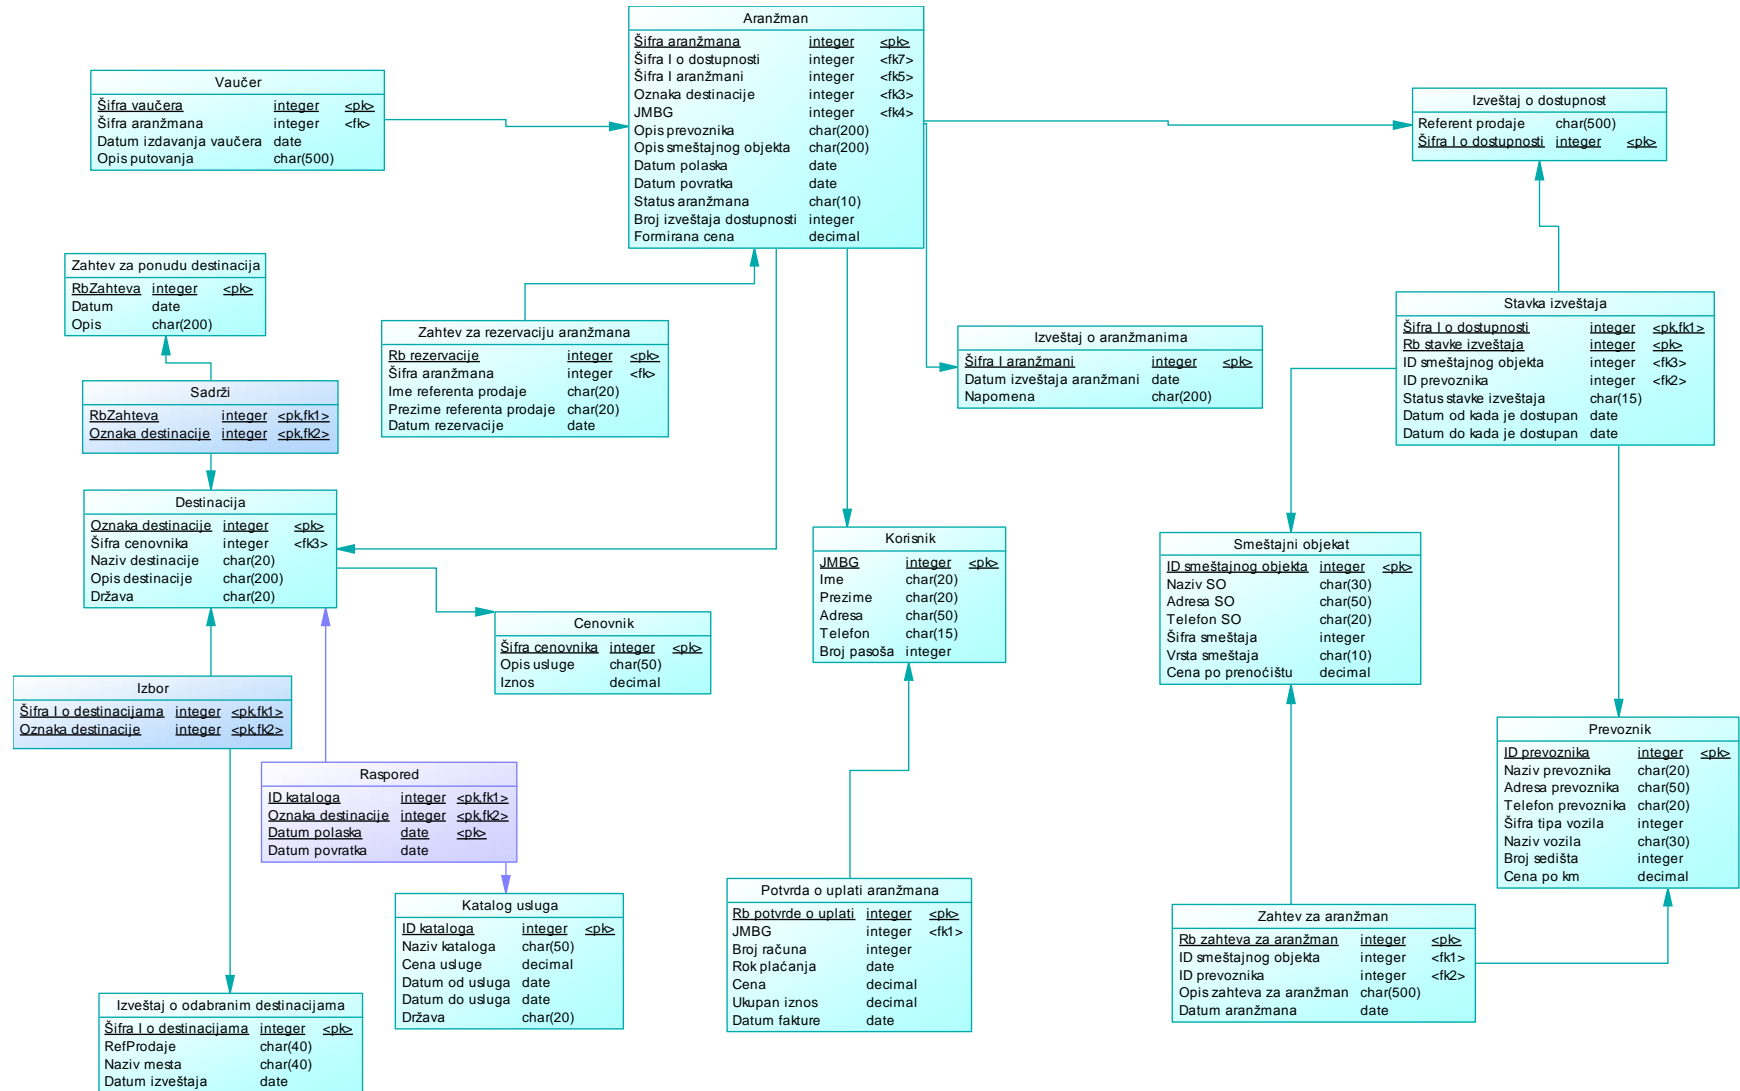 Aranžman
Šifra aranžmana integer <pk>
Šifra I o dostupnosti integer <fk7>
Šifra I aranžmani integer <fk5>
Oznaka destinacije integer <fk3>
JMBG integer <fk4>
Opis prevoznika char(200)
Opis smeštajnog objekta char(200)
Datum polaska date
Datum povratka date
Status aranžmana char(10)
Broj izveštaja dostupnosti integer
Formirana cena decimal
Vaučer
Šifra vaučera integer <pk>
Šifra aranžmana integer <fk>
Datum izdavanja vaučera date
Opis putovanja char(500)
Izveštaj o dostupnost
Referent prodaje char(500)
Šifra I o dostupnosti integer <pk>
Zahtev za ponudu destinacija
RbZahteva integer <pk>
Datum date
Opis char(200)
Zahtev za rezervaciju aranžmana
Rb rezervacije integer <pk>
Šifra aranžmana integer <fk>
Ime referenta prodaje char(20)
Prezime referenta prodaje char(20)
Datum rezervacije date
Izveštaj o aranžmanima
Šifra I aranžmani integer <pk>
Datum izveštaja aranžmani date
Napomena char(200)
Stavka izveštaja
Šifra I o dostupnosti integer <pk,fk1>
Rb stavke izveštaja integer <pk>
ID smeštajnog objekta integer <fk3>
ID prevoznika integer <fk2>
Status stavke izveštaja char(15)
Datum od kada je dostupan date
Datum do kada je dostupan date
Sadrži
RbZahteva integer <pk,fk1>
Oznaka destinacije integer <pk,fk2>
Destinacija
Oznaka destinacije integer <pk>
Šifra cenovnika integer <fk3>
Naziv destinacije char(20)
Opis destinacije char(200)
Država char(20)
Korisnik
JMBG integer <pk>
Ime char(20)
Prezime char(20)
Adresa char(50)
Telefon char(15)
Broj pasoša integer
Smeštajni objekat
ID smeštajnog objekta integer <pk>
Naziv SO char(30)
Adresa SO char(50)
Telefon SO char(20)
Šifra smeštaja integer
Vrsta smeštaja char(10)
Cena po prenoćištu decimal
Cenovnik
Šifra cenovnika integer <pk>
Opis usluge char(50)
Iznos decimal
Izbor
Šifra I o destinacijama integer <pk,fk1>
Oznaka destinacije integer <pk,fk2>
Prevoznik
ID prevoznika integer <pk>
Naziv prevoznika char(20)
Adresa prevoznika char(50)
Telefon prevoznika char(20)
Šifra tipa vozila integer
Naziv vozila char(30)
Broj sedišta integer
Cena po km decimal
Raspored
ID kataloga integer <pk,fk1>
Oznaka destinacije integer <pk,fk2>
Datum polaska date <pk>
Datum povratka date
Katalog usluga
ID kataloga integer <pk>
Naziv kataloga char(50)
Cena usluge decimal
Datum od usluga date
Datum do usluga date
Država char(20)
Potvrda o uplati aranžmana
Rb potvrde o uplati integer <pk>
JMBG integer <fk1>
Broj računa integer
Rok plaćanja date
Cena decimal
Ukupan iznos decimal
Datum fakture date
Zahtev za aranžman
Rb zahteva za aranžman integer <pk>
ID smeštajnog objekta integer <fk1>
ID prevoznika integer <fk2>
Opis zahteva za aranžman char(500)
Datum aranžmana date
Izveštaj o odabranim destinacijama
Šifra I o destinacijama integer <pk>
RefProdaje char(40)
Naziv mesta char(40)
Datum izveštaja date